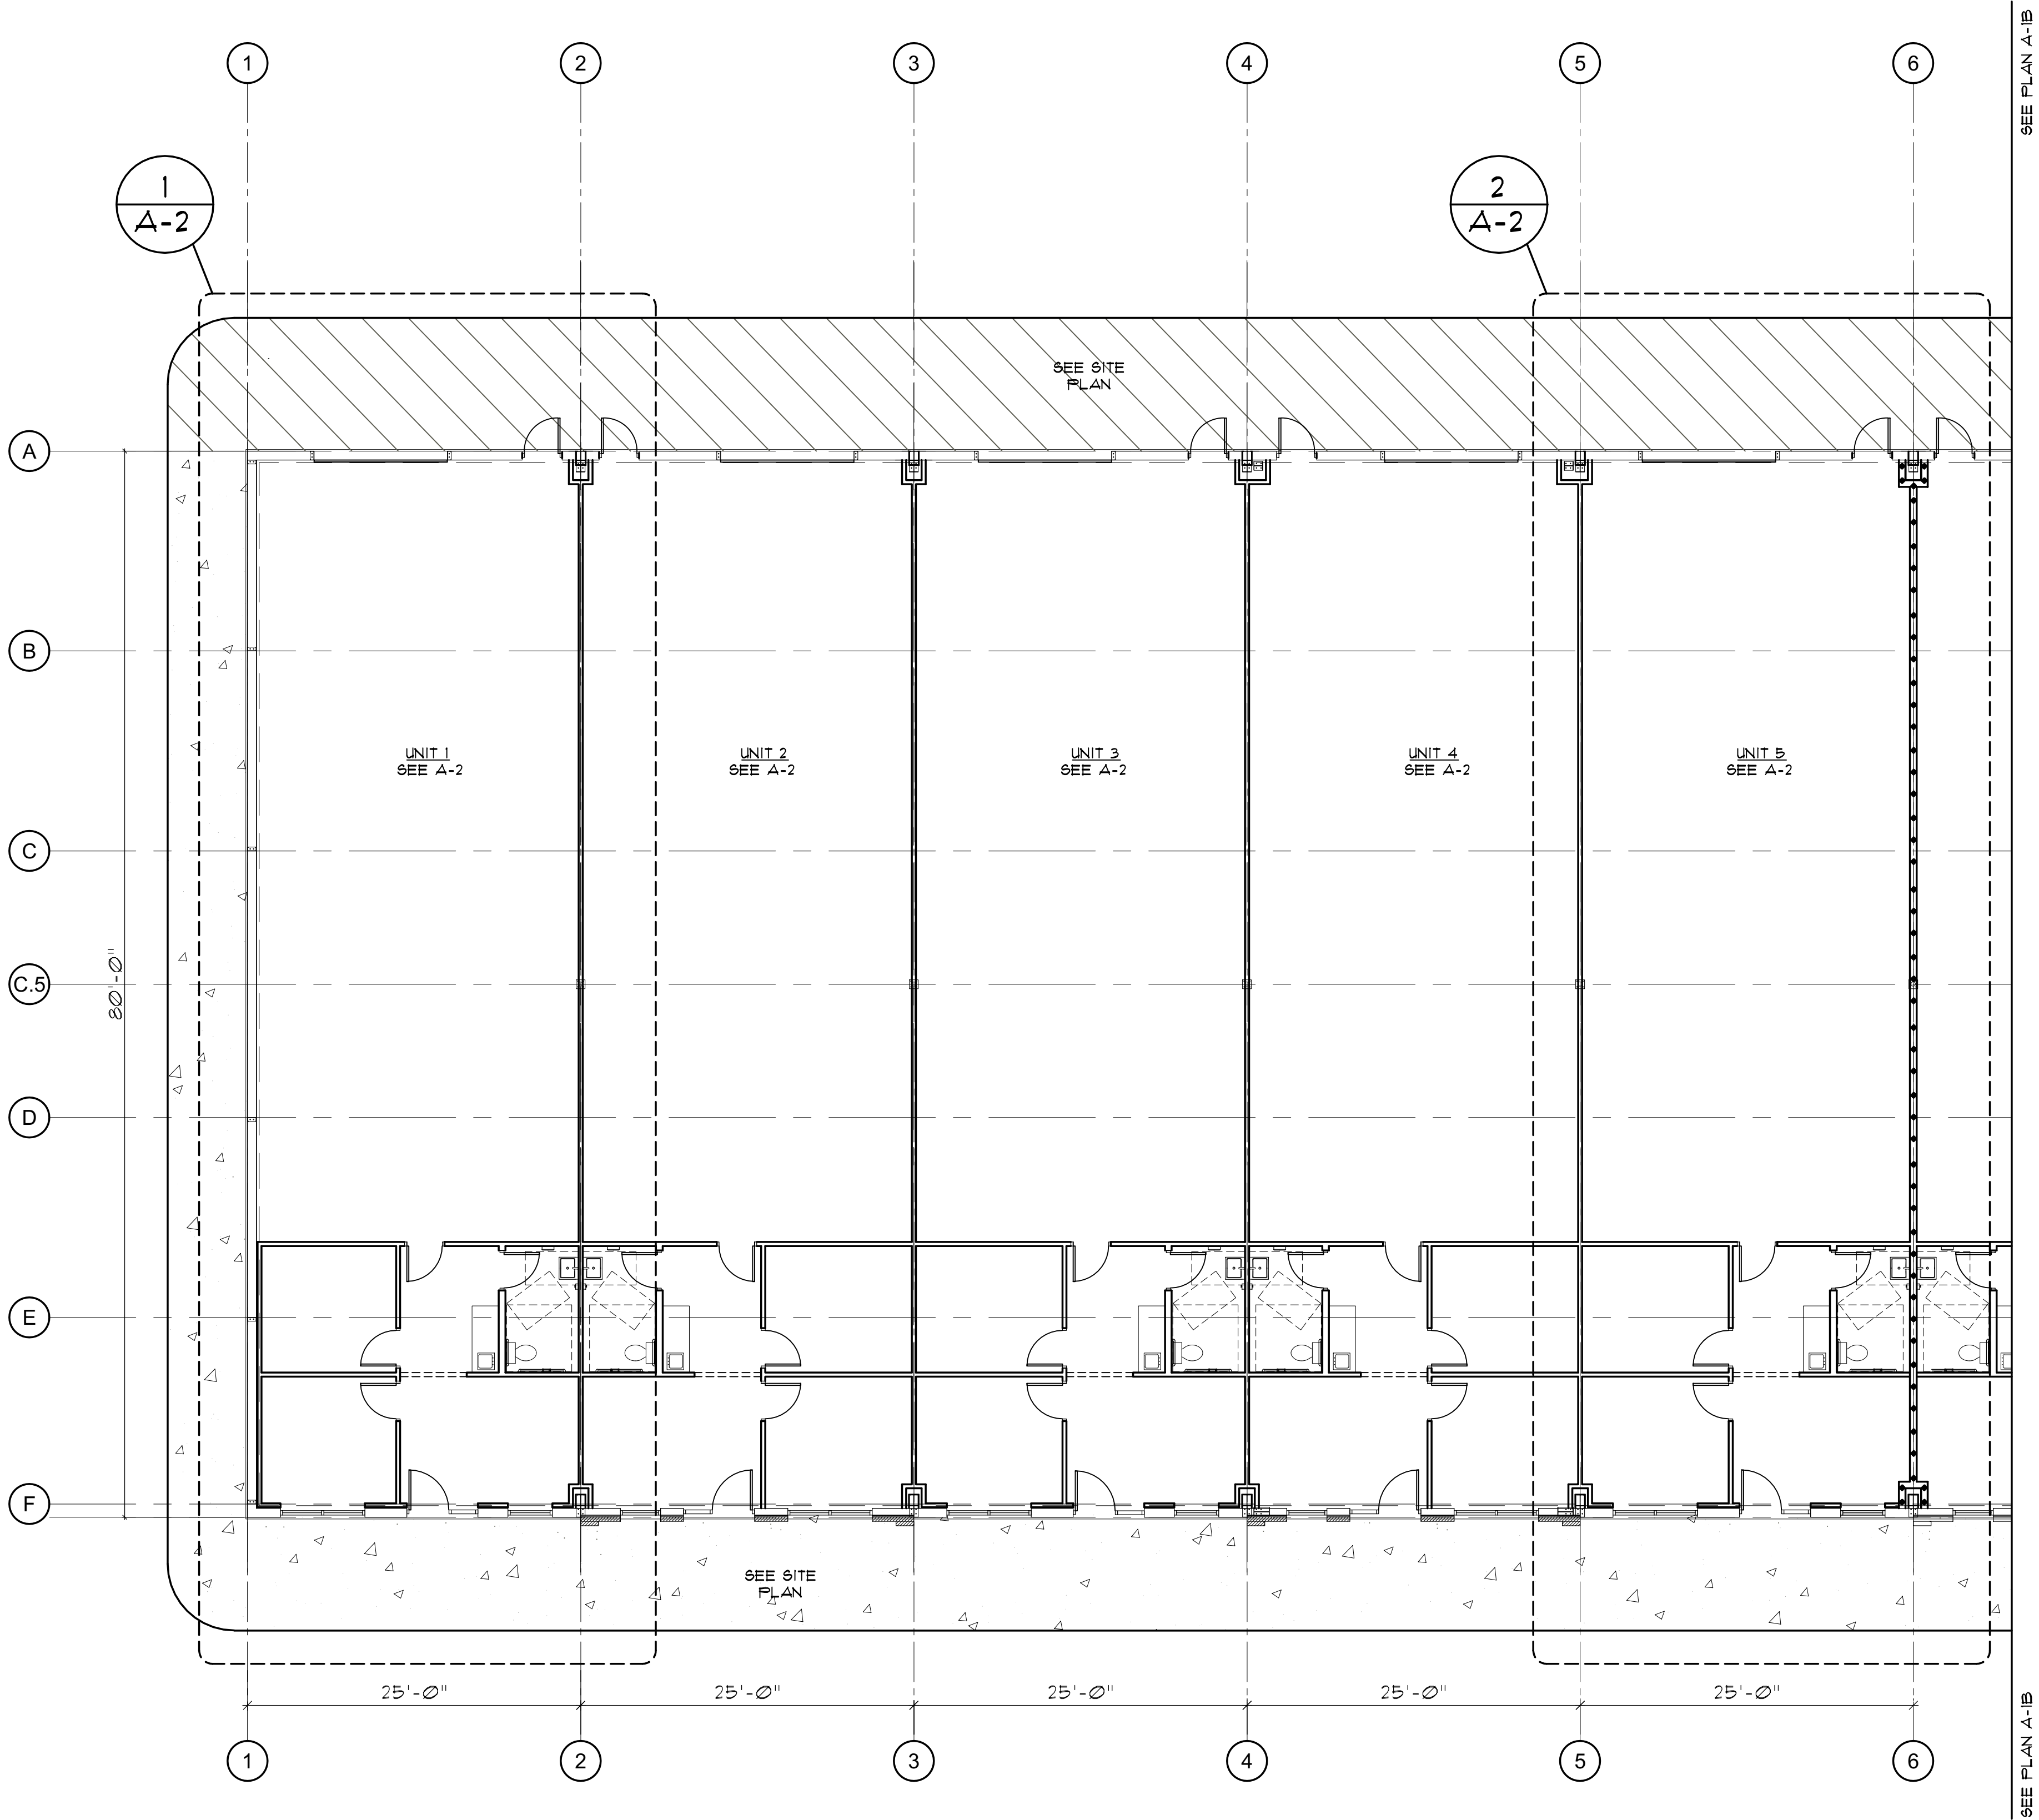 SEE PLAN A-1B
1
2
3
4
5
6
1
A-2
2
A-2
SEE SITE
PLAN
A
B
UNIT 1
SEE A-2
UNIT 2
SEE A-2
UNIT 3
SEE A-2
UNIT 4
SEE A-2
UNIT 5
SEE A-2
C
C.5
80'-0"
D
E
F
SEE SITE
PLAN
25'-0"
25'-0"
25'-0"
25'-0"
25'-0"
1
2
3
4
5
6
SEE PLAN A-1B